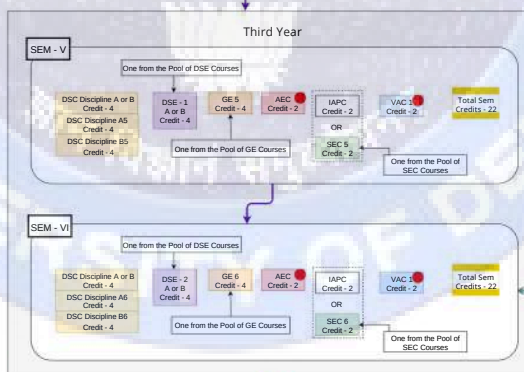 Third Year
SEM - V
One from the Pool of DSE Courses
DSC Discipline A or B
Credit - 4
DSC Discipline A5
Credit - 4
DSC Discipline B5
Credit - 4
DSE - 1
A or B
Credit - 4
GE 5
Credit - 4
AEC
Credit - 2
IAPC
Credit - 2
OR
SEC 5
Credit - 2
VAC 1
Credit - 2
Total Sem
Credits - 22
One from the Pool of GE Courses
One from the Pool of
SEC Courses
SEM - VI
One from the Pool of DSE Courses
DSC Discipline A or B
Credit - 4
DSC Discipline A6
Credit - 4
DSC Discipline B6
Credit - 4
DSE - 2
A or B
Credit - 4
GE 6
Credit - 4
AEC
Credit - 2
IAPC
Credit - 2
OR
SEC 6
Credit - 2
VAC 1
Credit - 2
Total Sem
Credits - 22
One from the Pool of GE Courses
One from the Pool of
SEC Courses